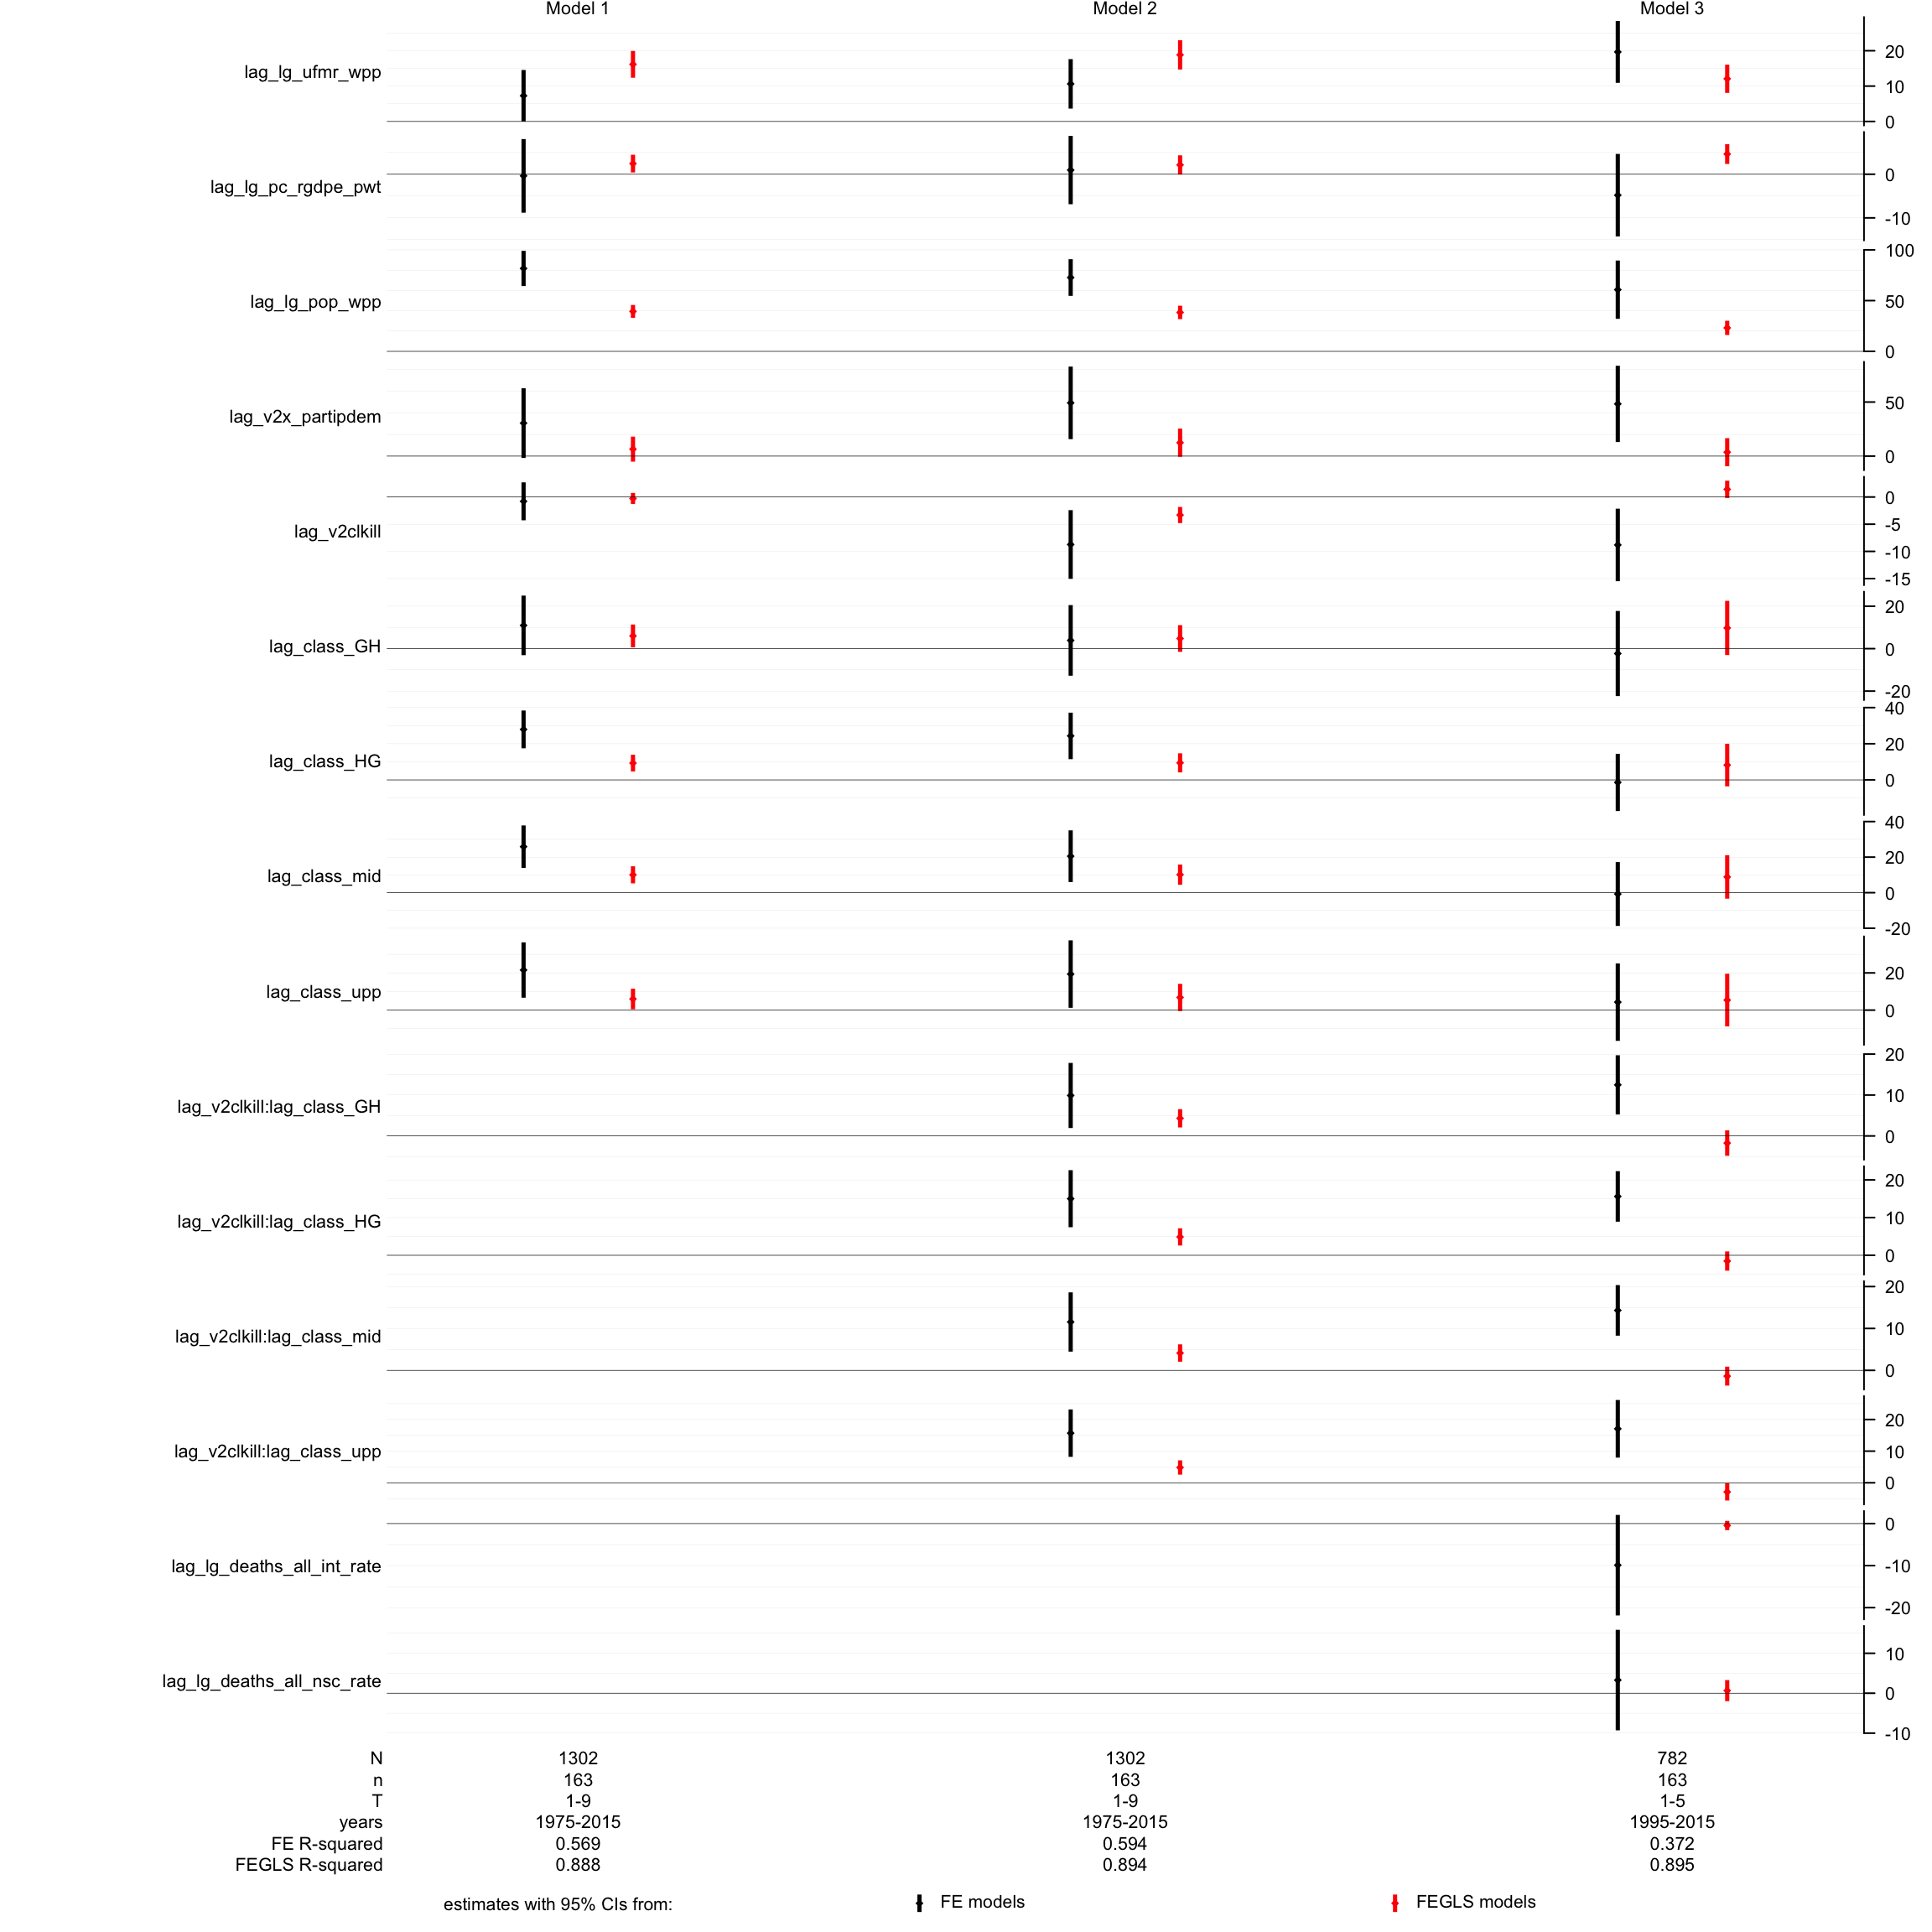 Model 1 Model 2 Model 3
lag_lg_ufmr_wpp
20
10
0
lag_lg_pc_rgdpe_pwt
0
-10
lag_lg_pop_wpp
100
50
0
lag_v2x_partipdem
50
0
lag_v2clkill
0
-5
-10
-15
lag_class_GH
20
0
-20
lag_class_HG
40
20
0
lag_class_mid
40
20
0
-20
lag_class_upp
20
0
lag_v2clkill:lag_class_GH
20
10
0
lag_v2clkill:lag_class_HG
20
10
0
lag_v2clkill:lag_class_mid
20
10
0
lag_v2clkill:lag_class_upp
20
10
0
lag_lg_deaths_all_int_rate
0
-10
-20
lag_lg_deaths_all_nsc_rate
10
0
-10
N 1302 1302 782
n 163 163 163
T 1-9 1-9 1-5
years 1975-2015 1975-2015 1995-2015
FE R-squared 0.569 0.594 0.372
FEGLS R-squared 0.888 0.894 0.895
estimates with 95% CIs from: FE models FEGLS models